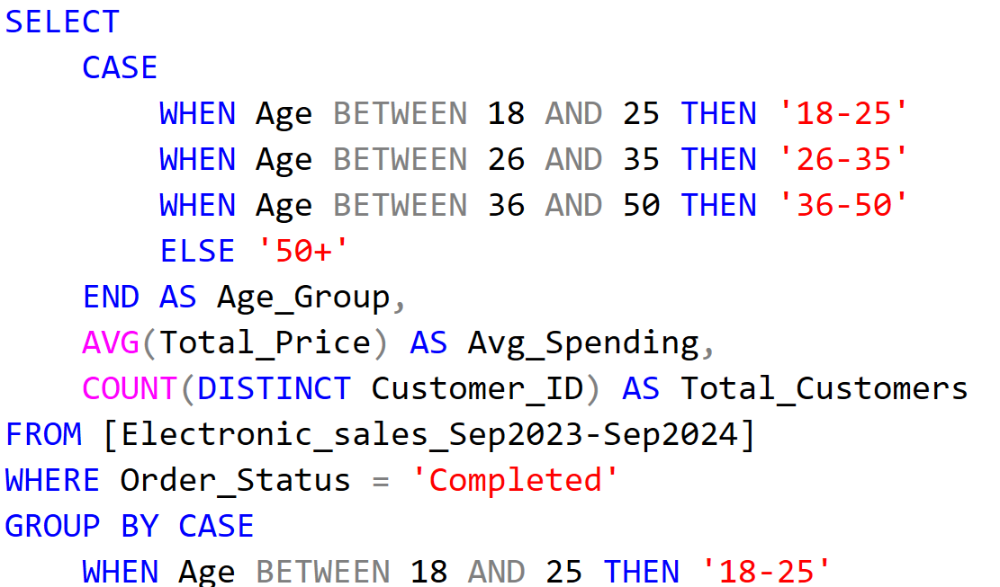 SELECT
CASE
WHEN Age BETWEEN 18 AND 25 THEN '18-25'
WHEN Age BETWEEN 26 AND 35 THEN '26-35'
WHEN Age BETWEEN 36 AND 50 THEN '36-50'
ELSE '50+'
END AS Age_Group,
AVG(Total_Price) AS Avg_Spending,
COUNT(DISTINCT Customer_ID) AS Total_Customers
FROM [Electronic_sales_Sep2023-Sep2024]
WHERE Order_Status = 'Completed'
GROUP BY CASE
WHEN Age BETWEEN 18 AND 25 THEN '18-25'